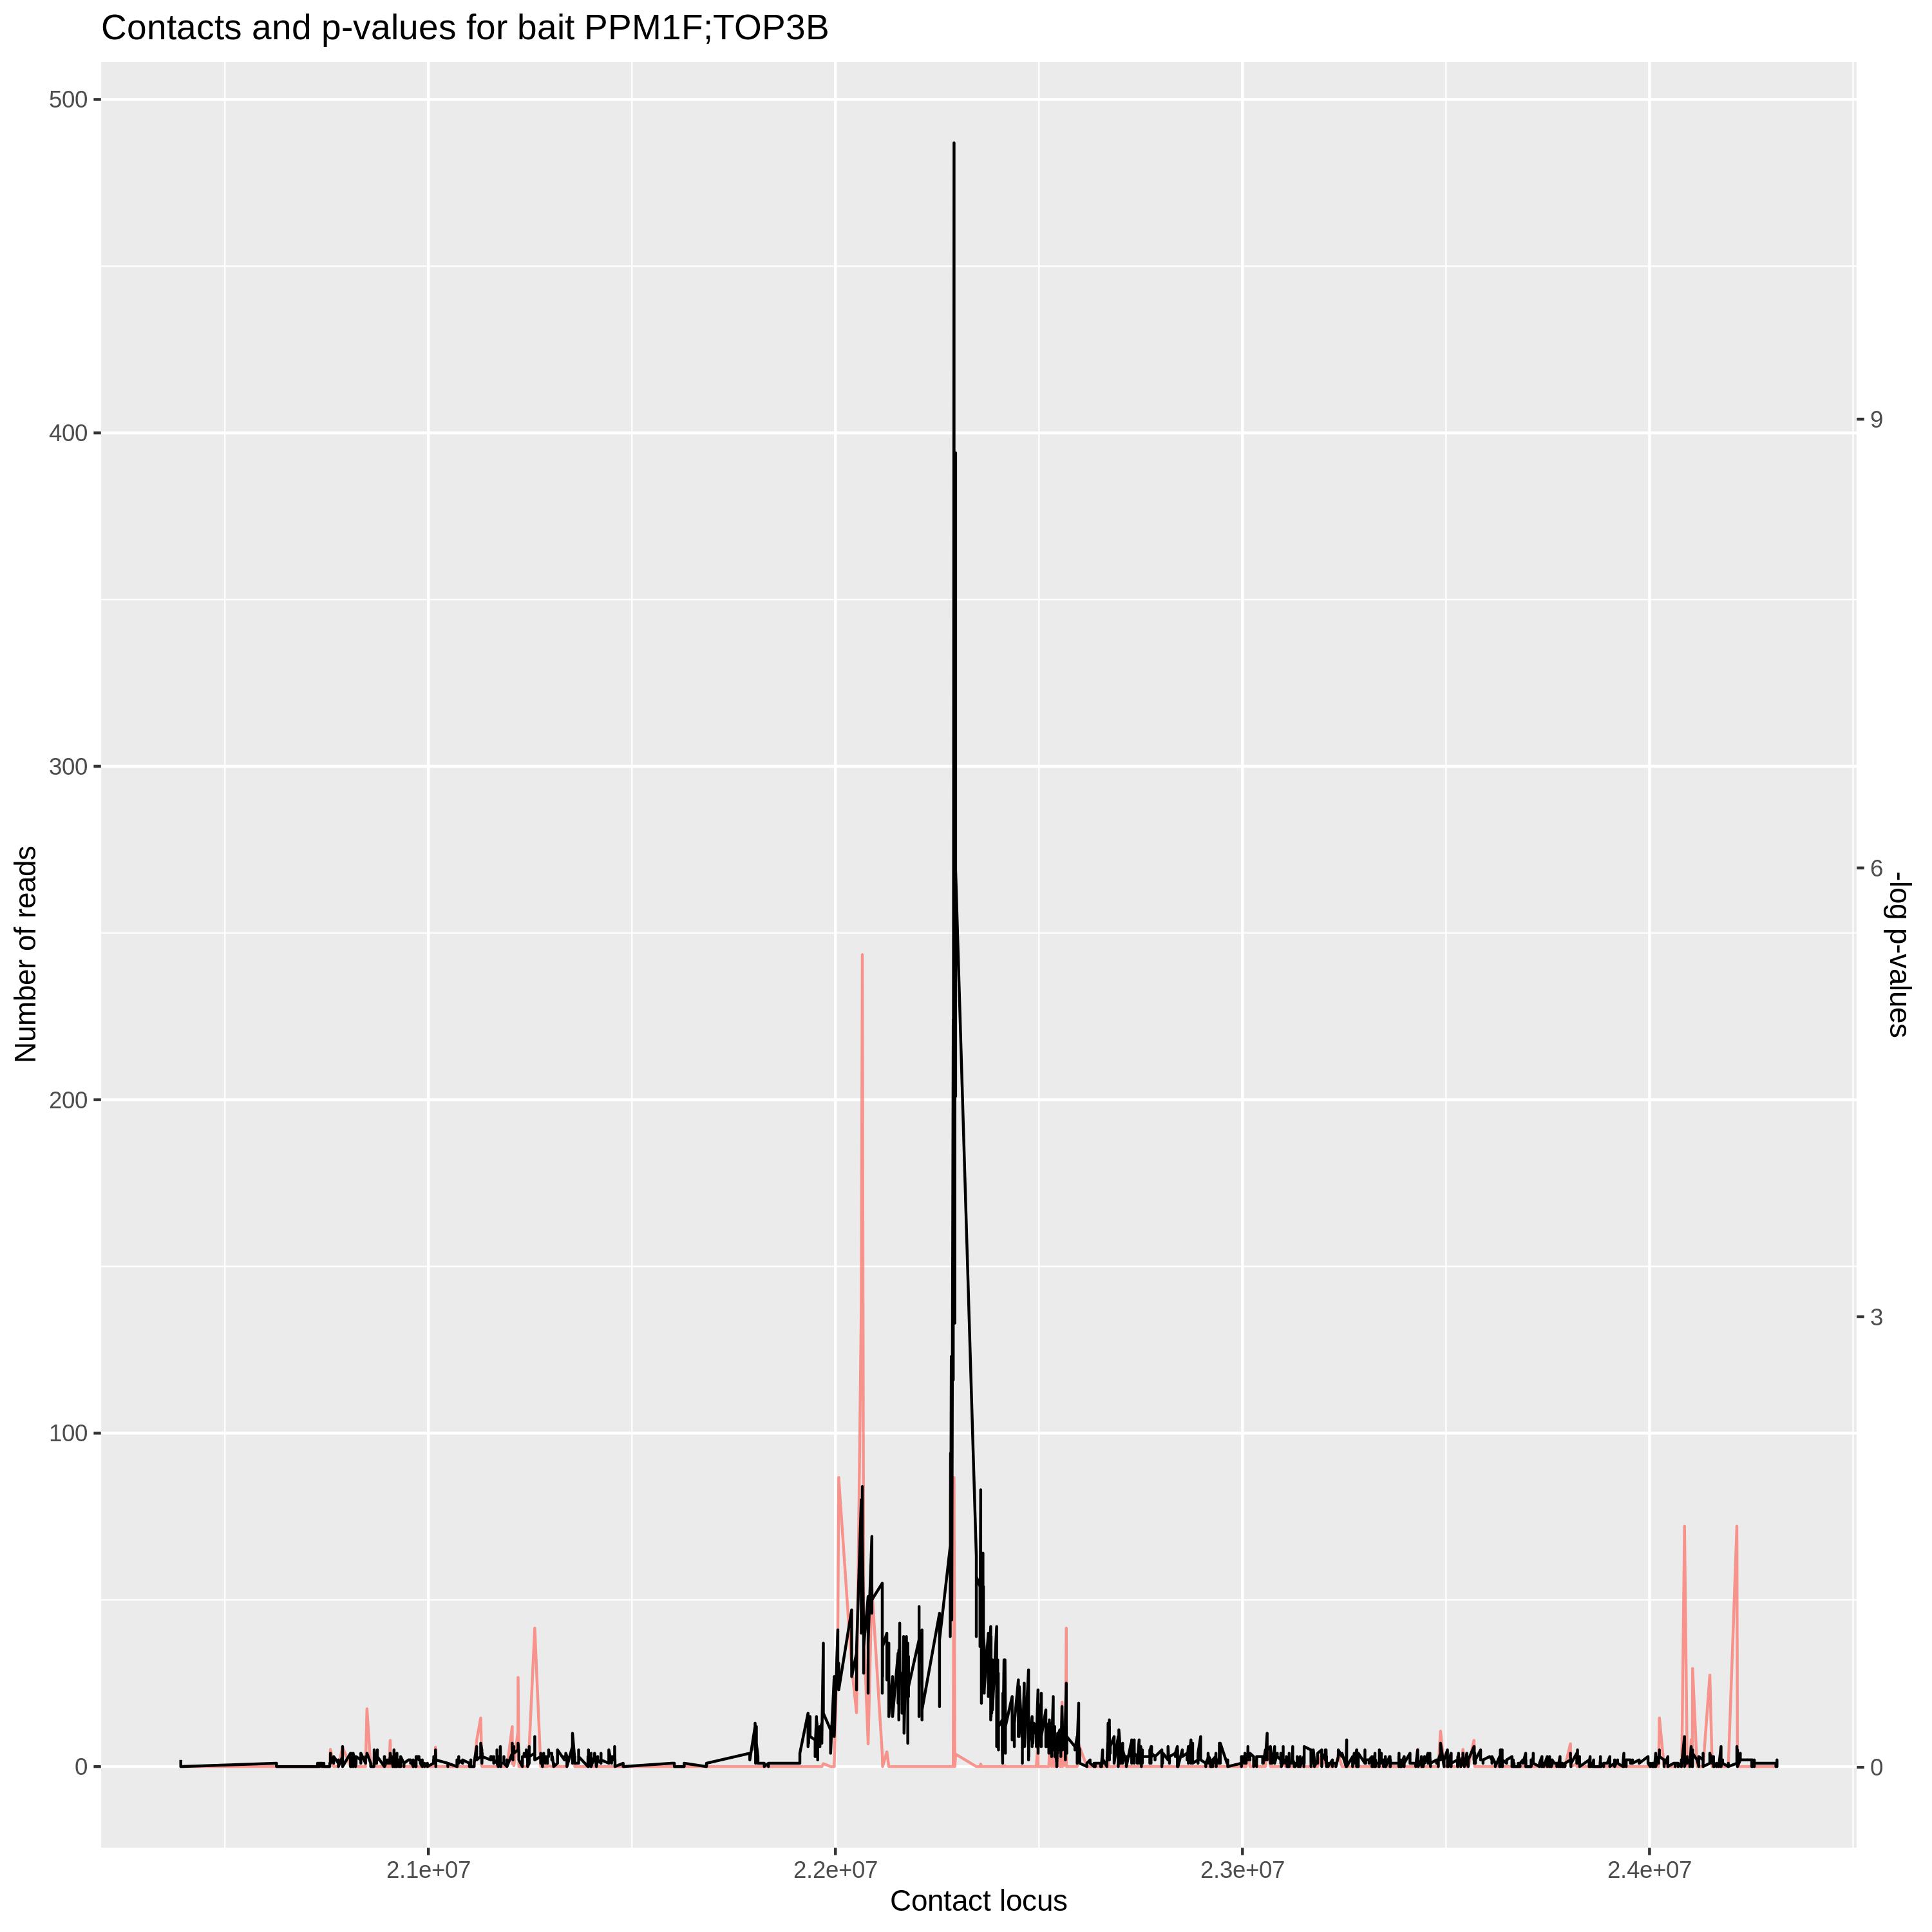 Contacts and p-values for bait PPM1F;TOP3B
500
400
300
200
100
0
Number of reads
9
6
3
0
-log p-values
2.1e+07
2.2e+07
2.3e+07
2.4e+07
Contact locus